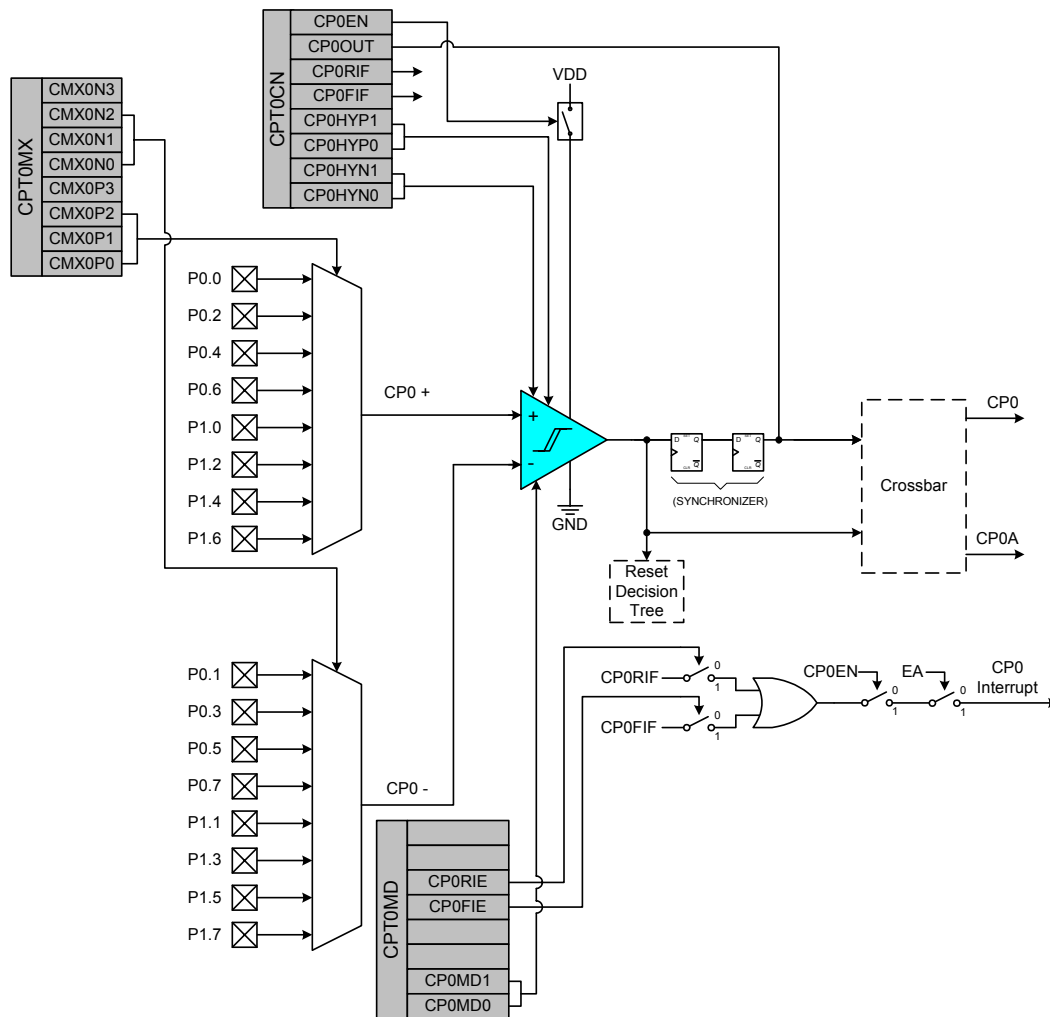 CPT0CN
CP0EN
CP0OUT
CP0RIF
CP0FIF
CP0HYP1
CP0HYP0
CP0HYN1
CP0HYN0
VDD
CPT0MX
CMX0N3
CMX0N2
CMX0N1
CMX0N0
CMX0P3
CMX0P2
CMX0P1
CMX0P0
P0.0
P0.2
P0.4
P0.6
P1.0
P1.2
P1.4
P1.6
CP0 +
+
-
GND
D SET Q
CLR Q
D SET Q
CLR Q
(SYNCHRONIZER)
Reset
Decision
Tree
Crossbar
CP0
CP0A
P0.1
P0.3
P0.5
P0.7
P1.1
P1.3
P1.5
P1.7
CP0 -
CPT0MD
CP0RIE
CP0FIE
CP0MD1
CP0MD0
CP0RIF
0
1
CP0FIF
0
1
CP0EN
0
1
EA
0
1
CP0
Interrupt